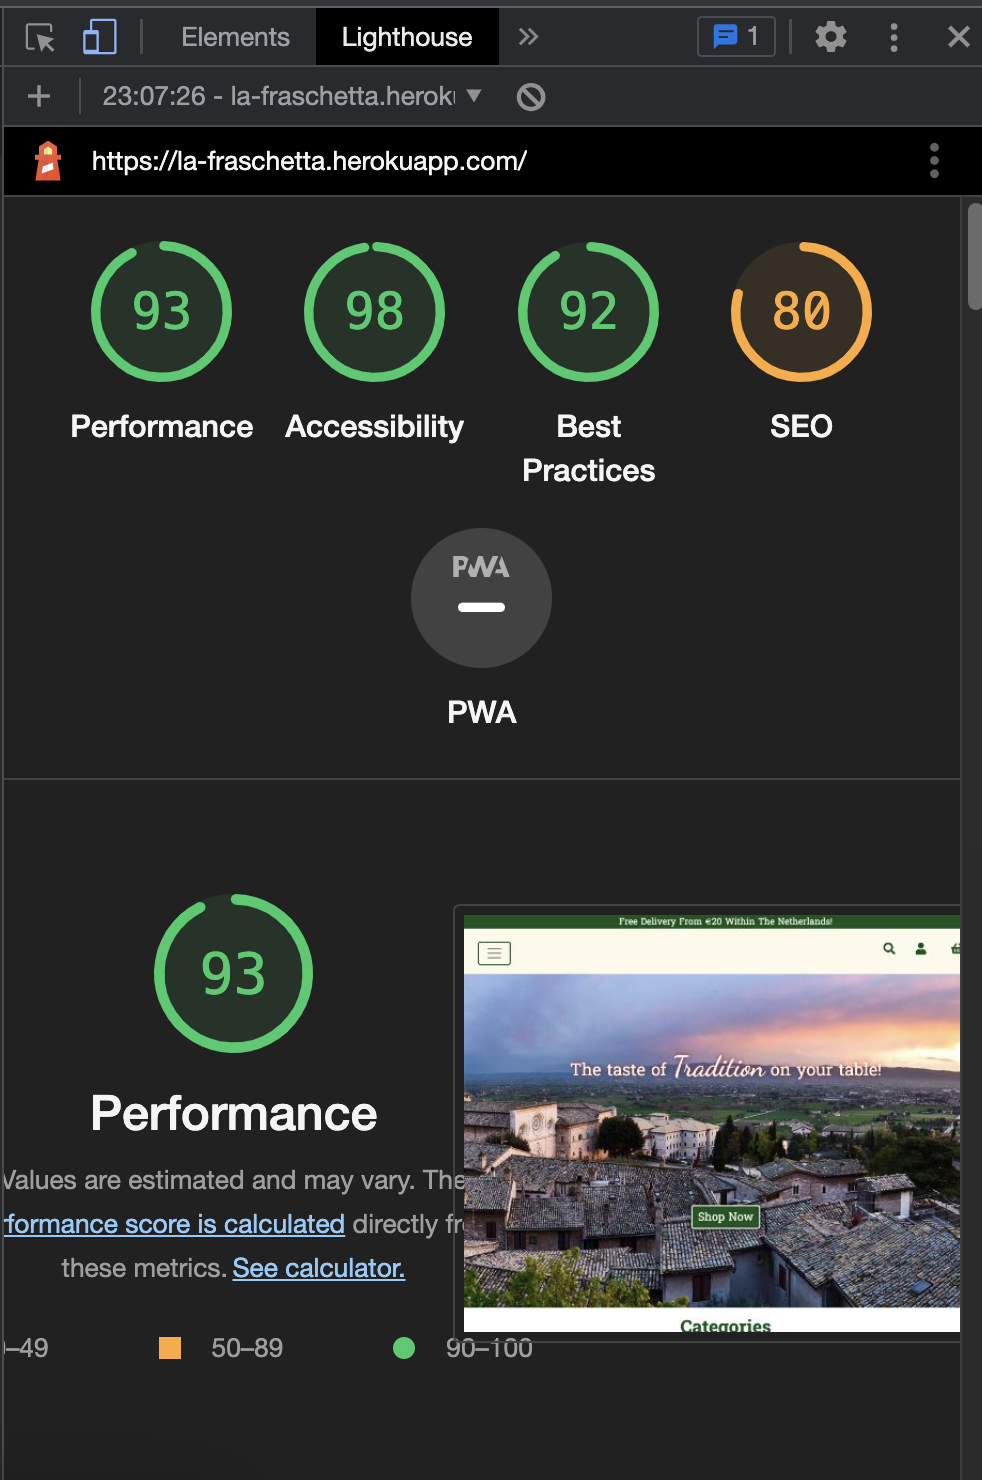 Elements
Lighthouse
1
23:07:26 - la-fraschetta.heroku
https://la-fraschetta.herokuapp.com/
93
98
92
80
Performance
Accessibility
Best
Practices
SEO
PWA
PWA
93
Performance
Values are estimated and may vary. The
formance score is calculated directly fr
these metrics. See calculator.
–49
50–89
90–100
Free Delivery From €20 Within The Netherlands!
The taste of Tradition on your table!
Shop Now
Categories